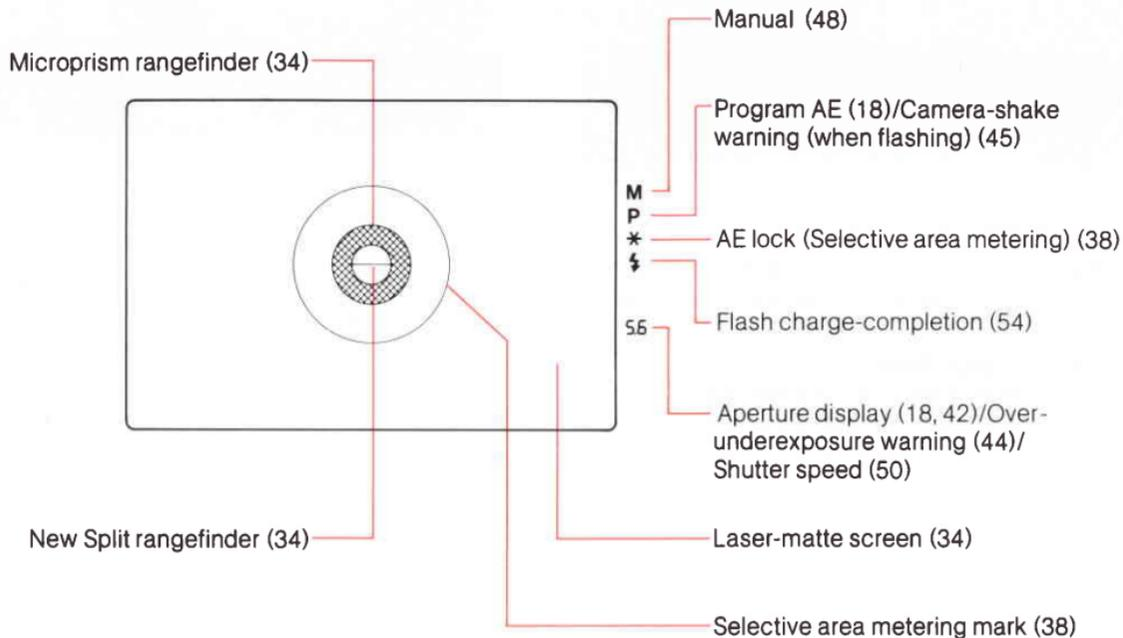 Manual (48)
Microprism rangefinder (34)
Program AE (18)/Camera-shake
warning (when flashing) (45)
M
P
AE lock (Selective area metering) (38)
Flash charge-completion (54)
5.6
Aperture display (18, 42)/Over-
underexposure warning (44)/
Shutter speed (50)
New Split rangefinder (34)
Laser-matte screen (34)
Selective area metering mark (38)